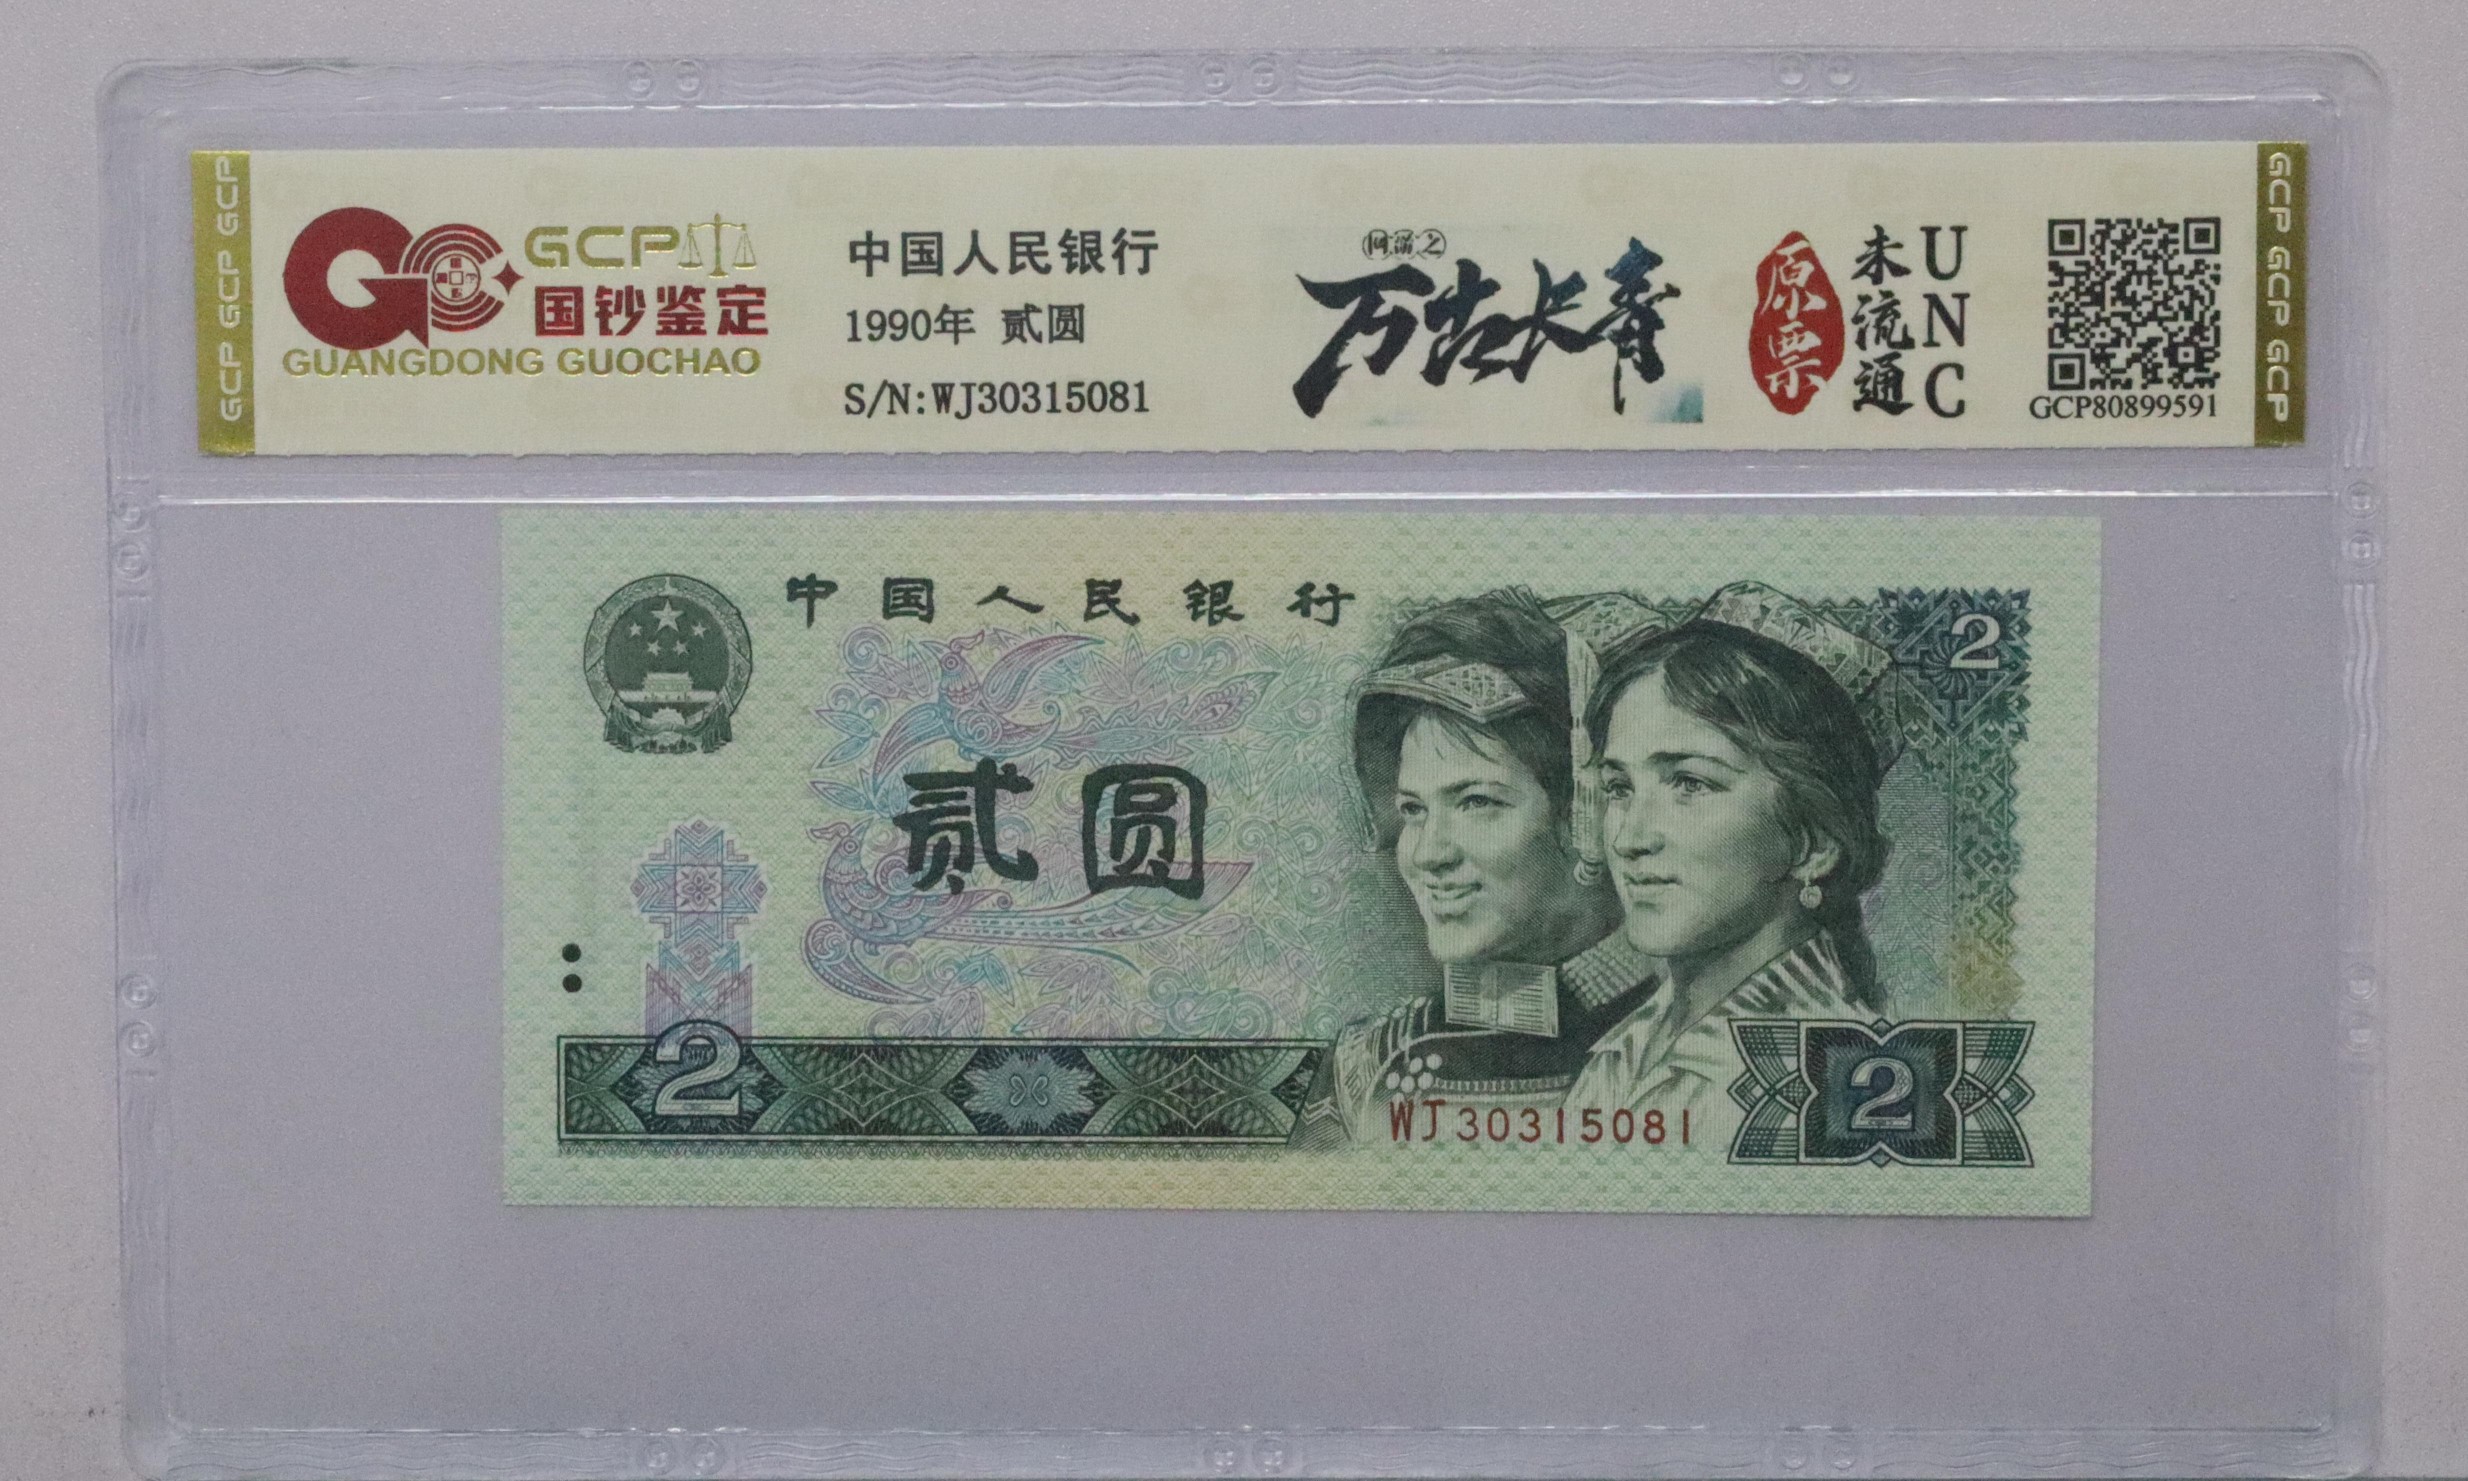 GCP GCP GCP
GCP
国钞鉴定
GUANGDONG GUOCHAO
中国人民银行
1990年 贰圆
S/N:WJ30315081
万古长青
原票
未流通
UNC
GCP80899591
GCP GCP GCP
中国人民银行
2
贰圆
2
WJ30315081
2